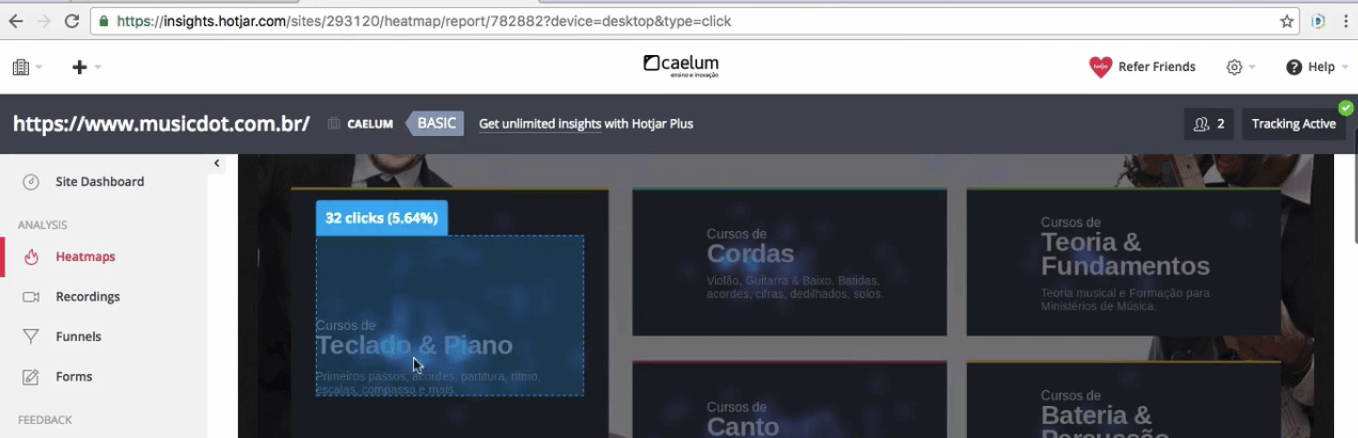 https://insights.hotjar.com/sites/293120/heatmap/report/782882?device=desktop&type=click
caelum
ensino e inovação
Refer Friends
Help
https://www.musicdot.com.br/
CAELUM
BASIC
Get unlimited insights with Hotjar Plus
2
Tracking Active
Site Dashboard
ANALYSIS
Heatmaps
Recordings
Funnels
Forms
FEEDBACK
32 clicks (5.64%)
Cursos de
Teclado & Piano
Primeiros passos, acordes, partitura, ritmo,
escalas, compasso e mais.
Cursos de
Cordas
Violão, Guitarra & Baixo. Batidas,
acordes, cifras, dedilhados, solos.
Cursos de
Teoria &
Fundamentos
Teoria musical e Formação para
Ministérios de Música.
Cursos de
Canto
Cursos de
Bateria &
Percussão